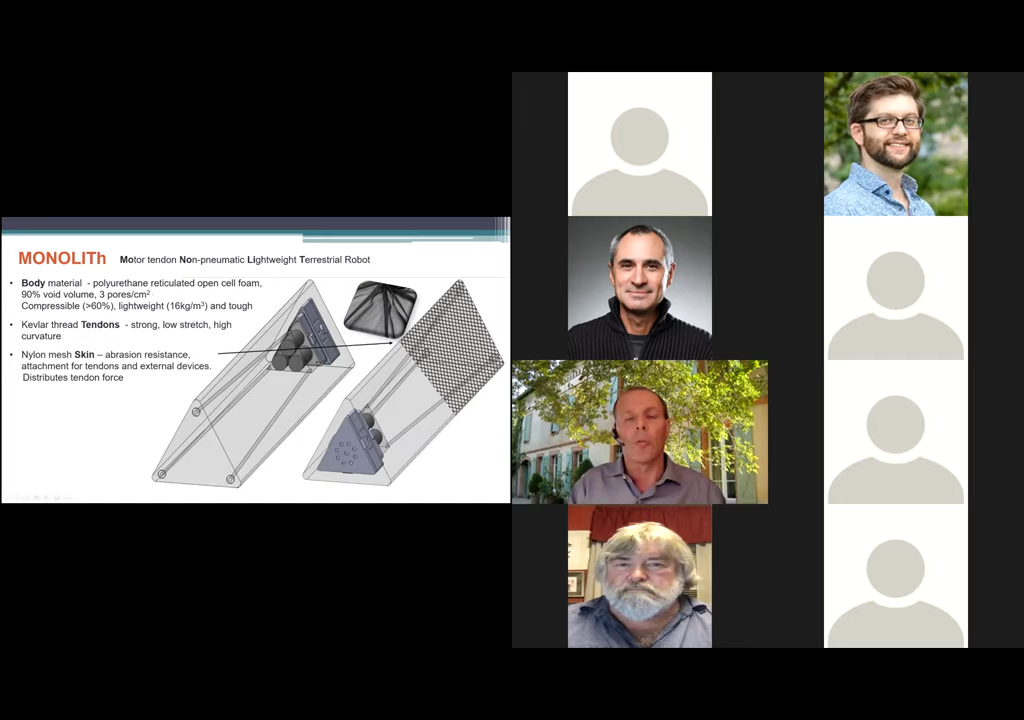 MONOLITh Motor tendon Non-pneumatic LIghtweight Terrestrial Robot
• Body material - polyurethane reticulated open cell foam,
90% void volume, 3 pores/cm²
Compressible (>60%), lightweight (16kg/m³) and tough
• Kevlar thread Tendons - strong, low stretch, high
curvature
• Nylon mesh Skin – abrasion resistance,
attachment for tendons and external devices.
Distributes tendon force